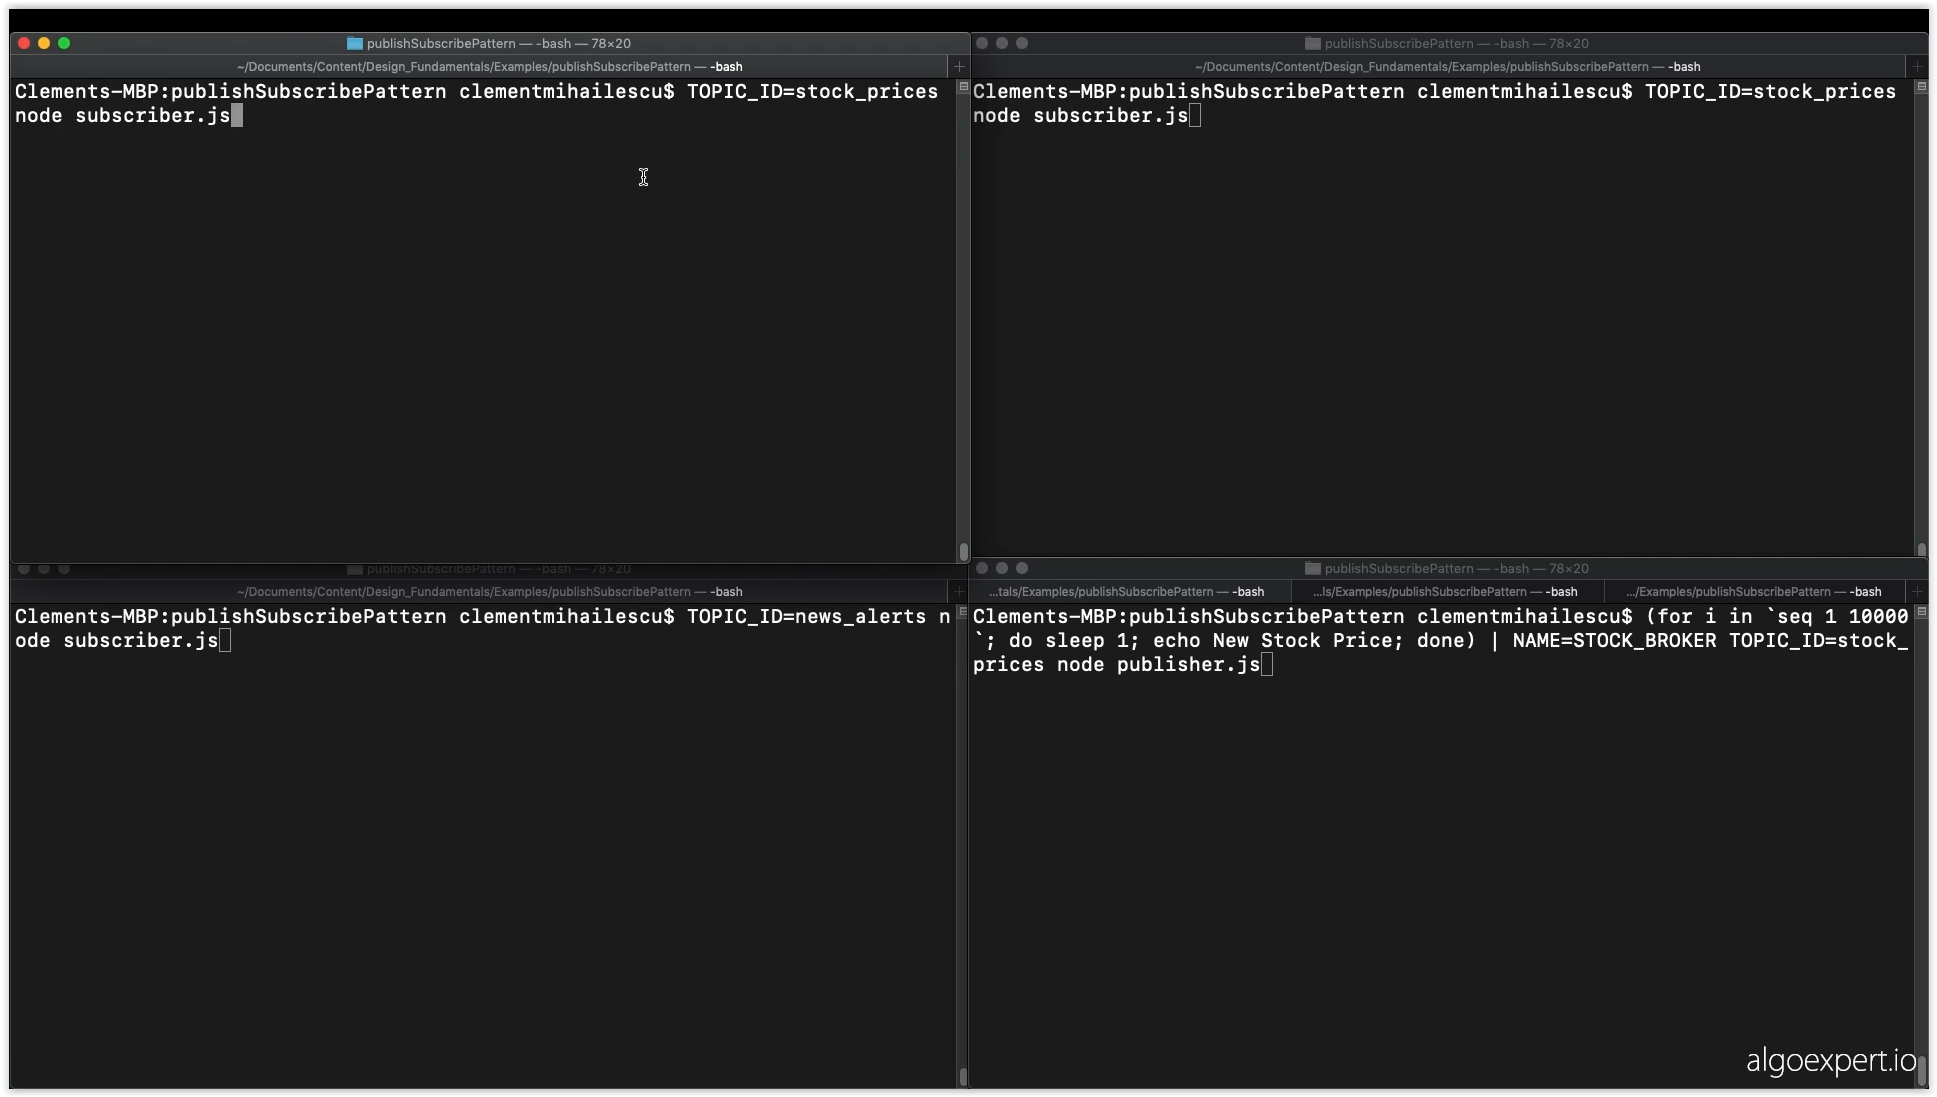 publishSubscribePattern — -bash — 78×20
~/Documents/Content/Design_Fundamentals/Examples/publishSubscribePattern — -bash
Clements-MBP:publishSubscribePattern clementmihailescu$ TOPIC_ID=stock_prices
node subscriber.js
publishSubscribePattern — -bash — 78×20
~/Documents/Content/Design_Fundamentals/Examples/publishSubscribePattern — -bash
Clements-MBP:publishSubscribePattern clementmihailescu$ TOPIC_ID=stock_prices
node subscriber.js
publishSubscribePattern — -bash — 78×20
~/Documents/Content/Design_Fundamentals/Examples/publishSubscribePattern — -bash
Clements-MBP:publishSubscribePattern clementmihailescu$ TOPIC_ID=news_alerts n
ode subscriber.js
publishSubscribePattern — -bash — 78×20
...tals/Examples/publishSubscribePattern — -bash ...ls/Examples/publishSubscribePattern — -bash .../Examples/publishSubscribePattern — -bash
Clements-MBP:publishSubscribePattern clementmihailescu$ (for i in `seq 1 10000
`; do sleep 1; echo New Stock Price; done) | NAME=STOCK_BROKER TOPIC_ID=stock_
prices node publisher.js
algoexpert.io